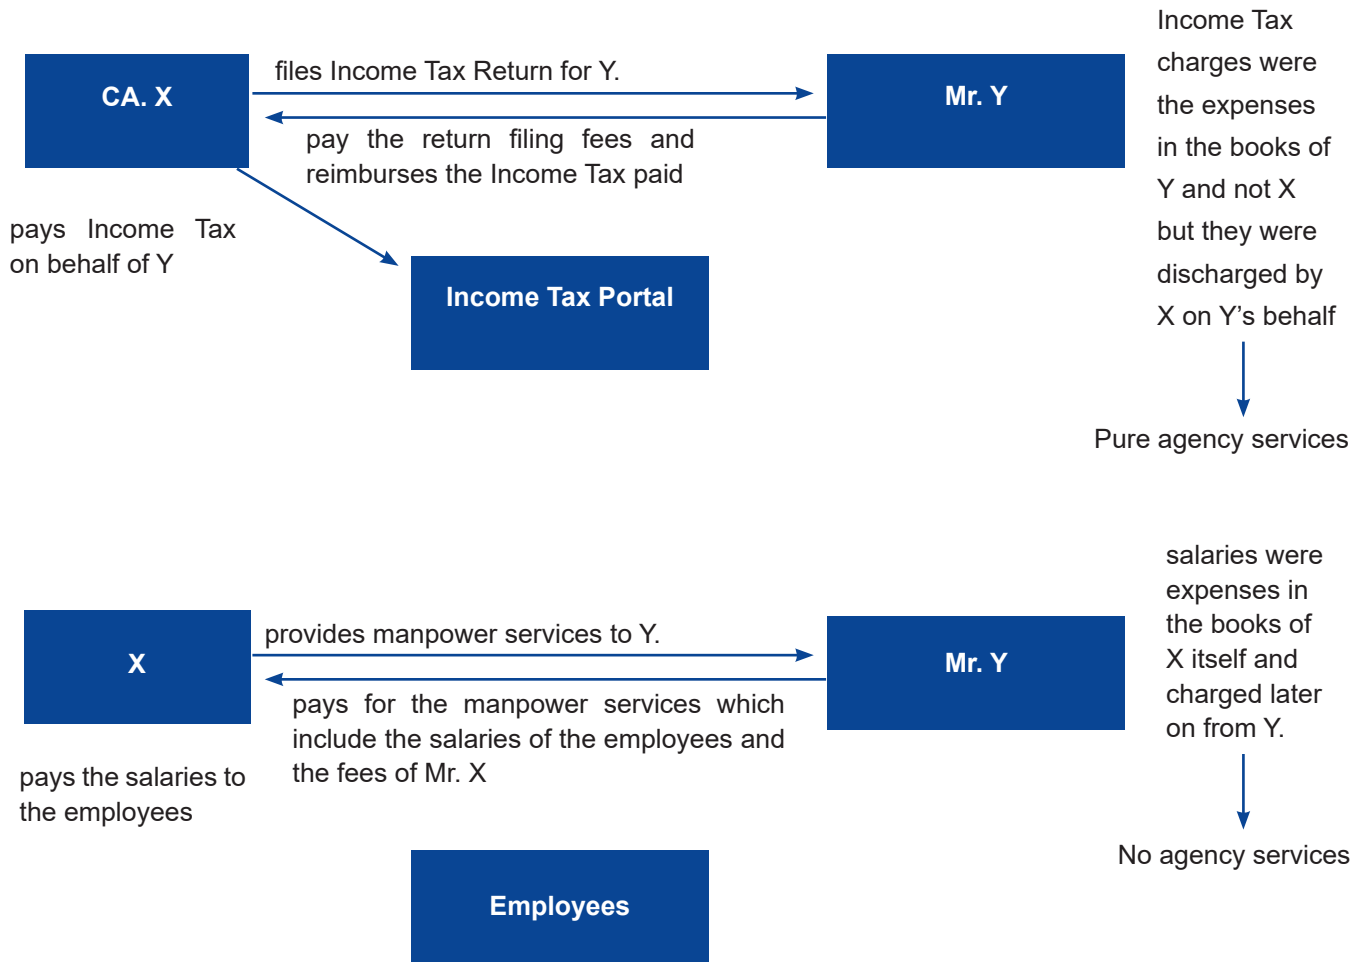 CA. X
files Income Tax Return for Y.
pay the return filing fees and
reimburses the Income Tax paid
Mr. Y
Income Tax
charges were
the expenses
in the books of
Y and not X
but they were
discharged by
X on Y’s behalf
pays Income Tax
on behalf of Y
Income Tax Portal
Pure agency services
X
provides manpower services to Y.
pays for the manpower services which
include the salaries of the employees and
the fees of Mr. X
Mr. Y
salaries were
expenses in
the books of
X itself and
charged later
on from Y.
pays the salaries to
the employees
No agency services
Employees